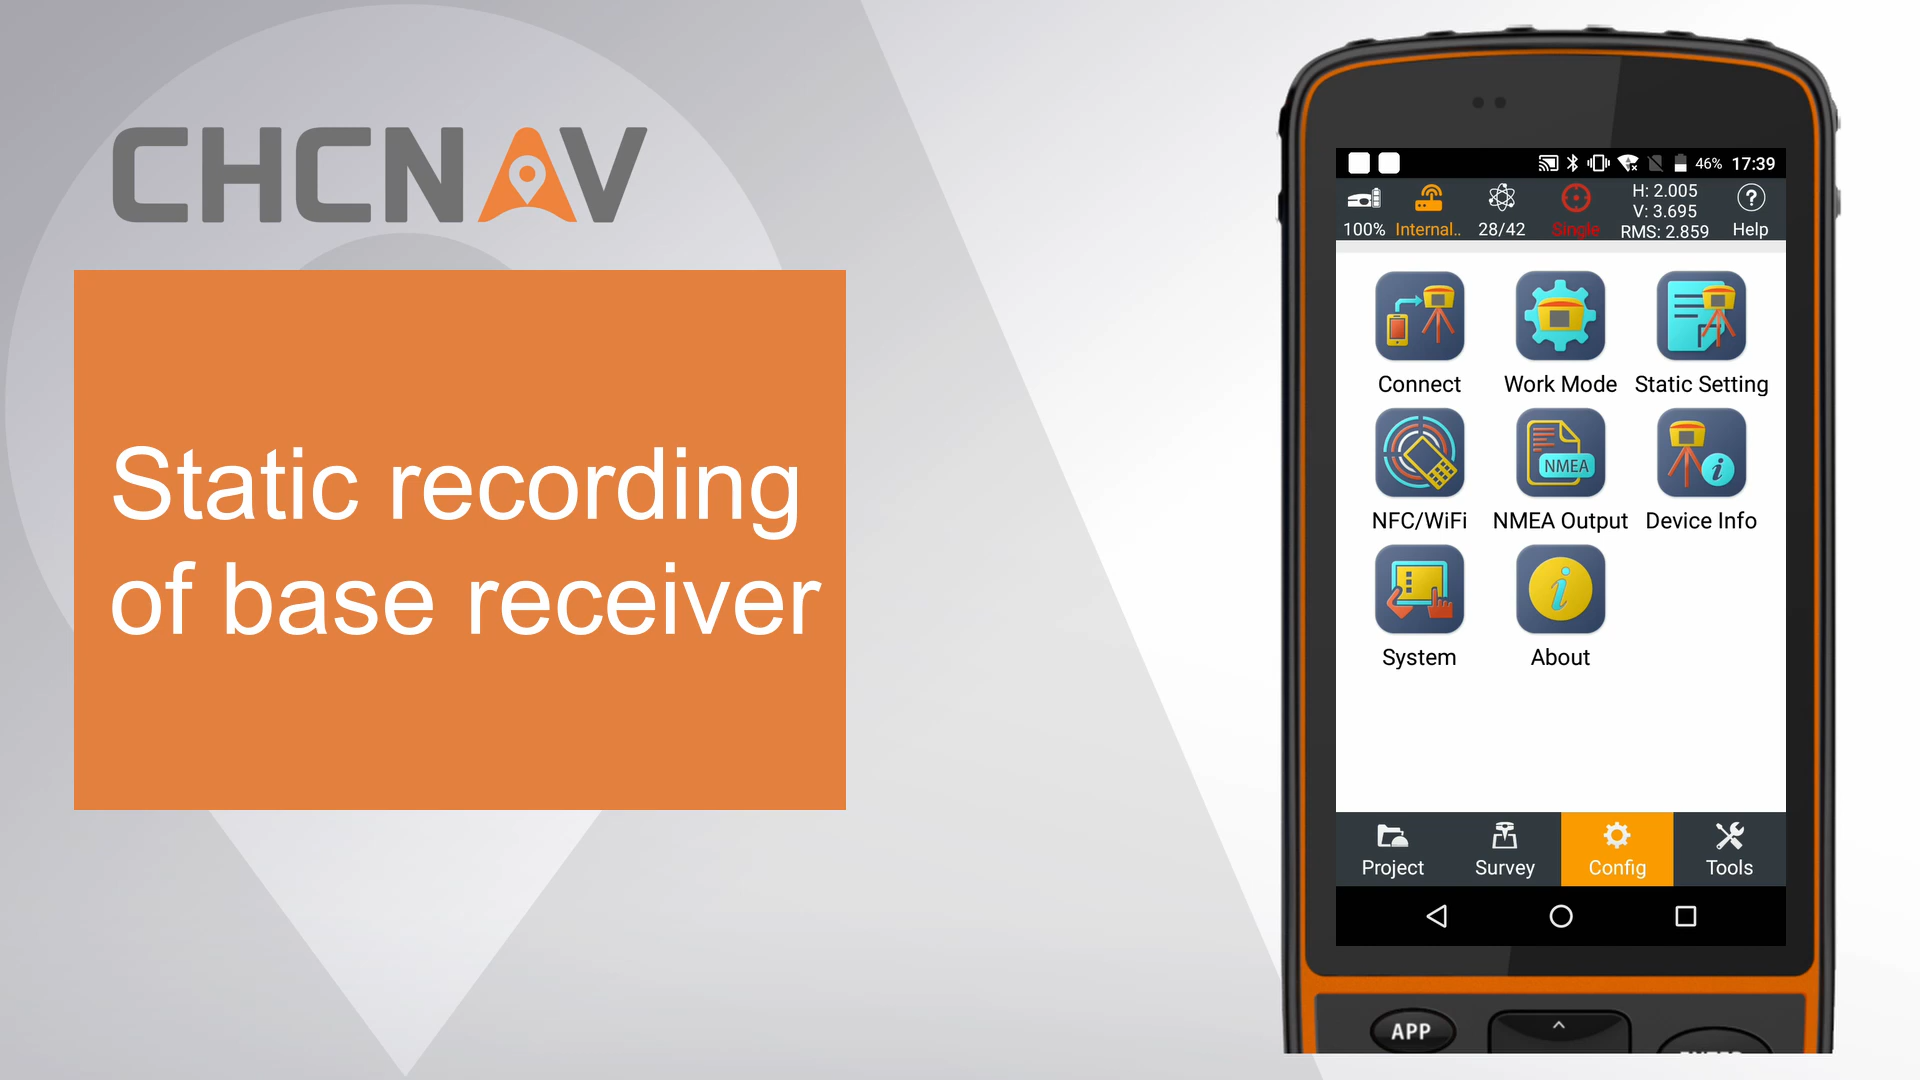 CHCNAV
Static recording
of base receiver
46% 17:39
100% Internal.. 28/42 Single H: 2.005
V: 3.695
RMS: 2.859 Help
Connect Work Mode Static Setting
NMEA
NFC/WiFi NMEA Output Device Info
System About
Project Survey Config Tools
APP